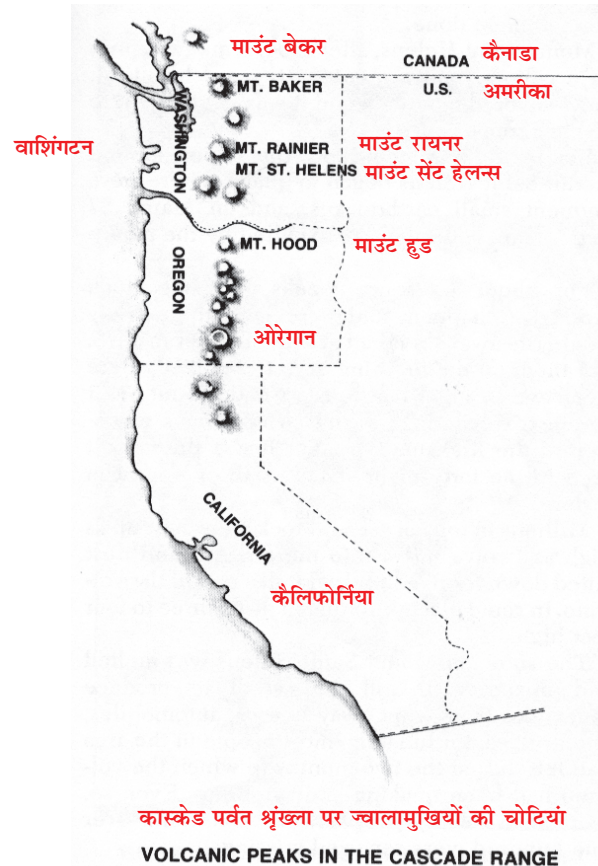 माउंट बेकर
CANADA कैनाडा
MT. BAKER
U.S. अमरीका
WASHINGTON
वाशिंगटन
MT. RAINIER माउंट रायनर
MT. ST. HELENS माउंट सेंट हेलन्स
MT. HOOD माउंट हुड
OREGON
ओरेगान
CALIFORNIA
कैलिफोर्निया
कास्केड पर्वत श्रृंख्ला पर ज्वालामुखियों की चोटियां
VOLCANIC PEAKS IN THE CASCADE RANGE